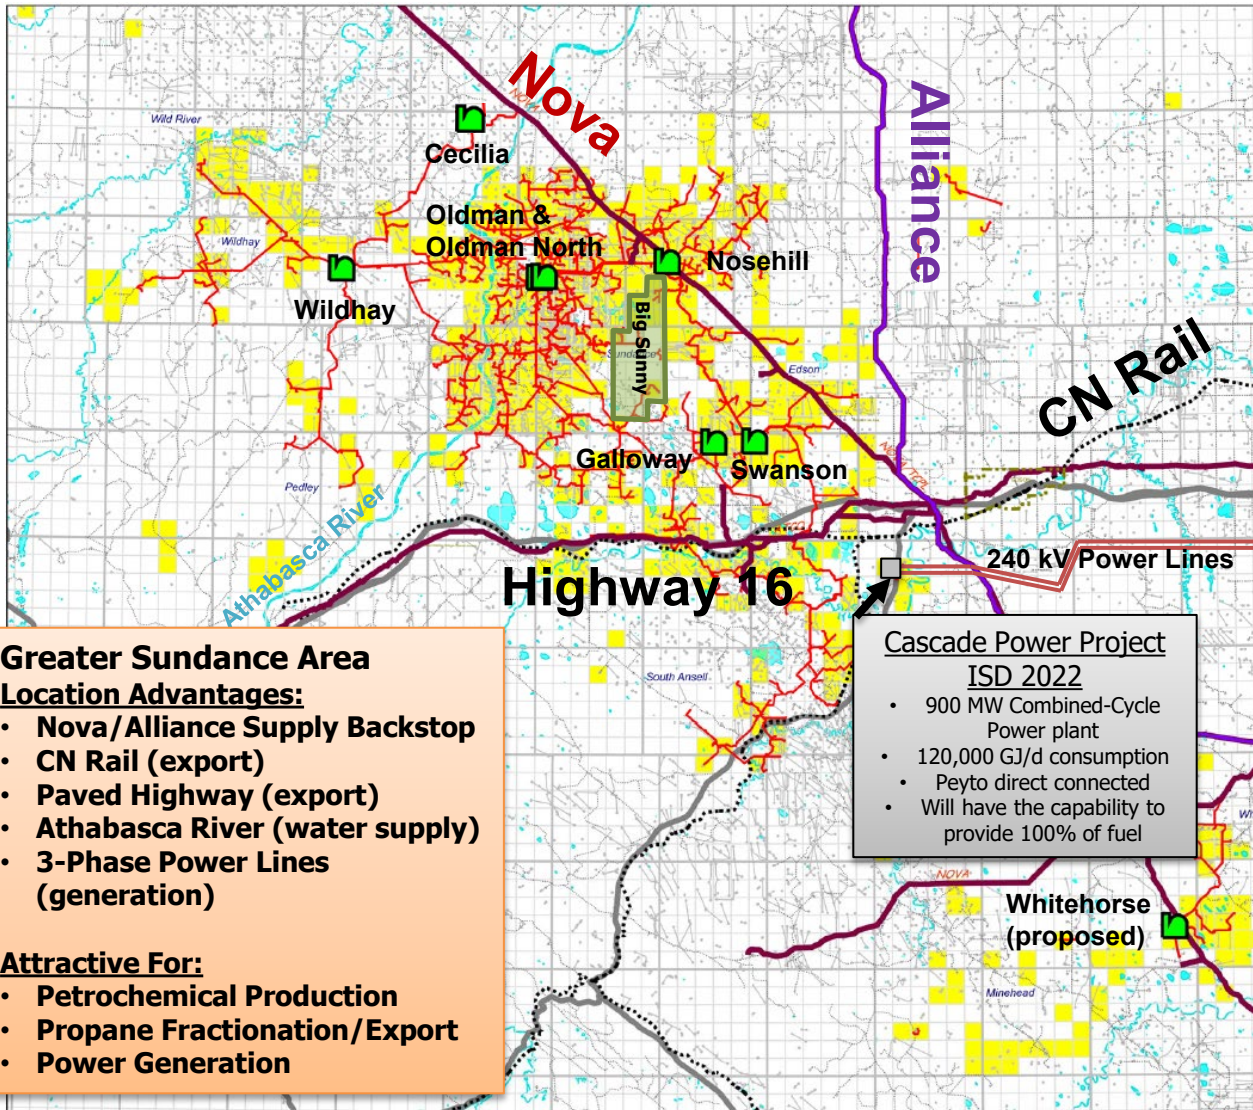 Nova
NOVA
Alliance
Wild River
Cecilia
Oldman &
Oldman North
Wildhay
Nosehill
Wildhay
Big Sunny
Sundance
Edson
CN Rail
Galloway
Swanson
Pedley
Athabasca River
Highway 16
240 kV Power Lines
South Ansell
Greater Sundance Area
Location Advantages:
• Nova/Alliance Supply Backstop
• CN Rail (export)
• Paved Highway (export)
• Athabasca River (water supply)
• 3-Phase Power Lines
(generation)
Attractive For:
• Petrochemical Production
• Propane Fractionation/Export
• Power Generation
Cascade Power Project
ISD 2022
• 900 MW Combined-Cycle
Power plant
• 120,000 GJ/d consumption
• Peyto direct connected
• Will have the capability to
provide 100% of fuel
NOVA
Whitehorse
(proposed)
Minehead